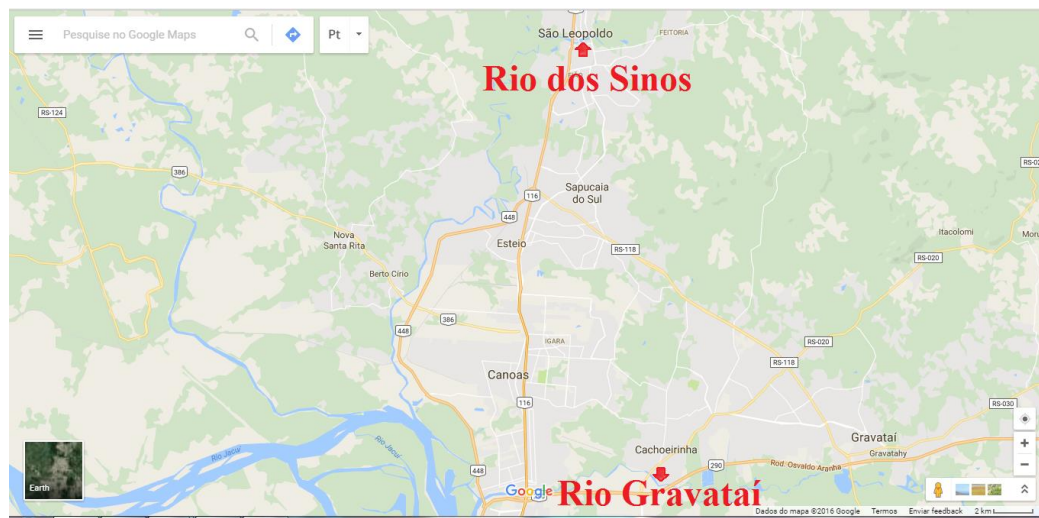 Pesquise no Google Maps
Pt
São Leopoldo
FEITORIA
Rio dos Sinos
RS-124
386
116
Sapucaia
do Sul
448
Nova
Santa Rita
Esteio
RS-118
Itacolomi
RS-020
Berto Círio
386
448
IGARA
RS-020
RS-118
Canoas
116
RS-030
Gravataí
Gravatahy
Cachoeirinha
Rio Jacuí
Rio Jacuí
448
290
Rod. Osvaldo Aranha
Earth
Google
Rio Gravataí
Dados do mapa ©2016 Google
Termos
Enviar feedback
2 km